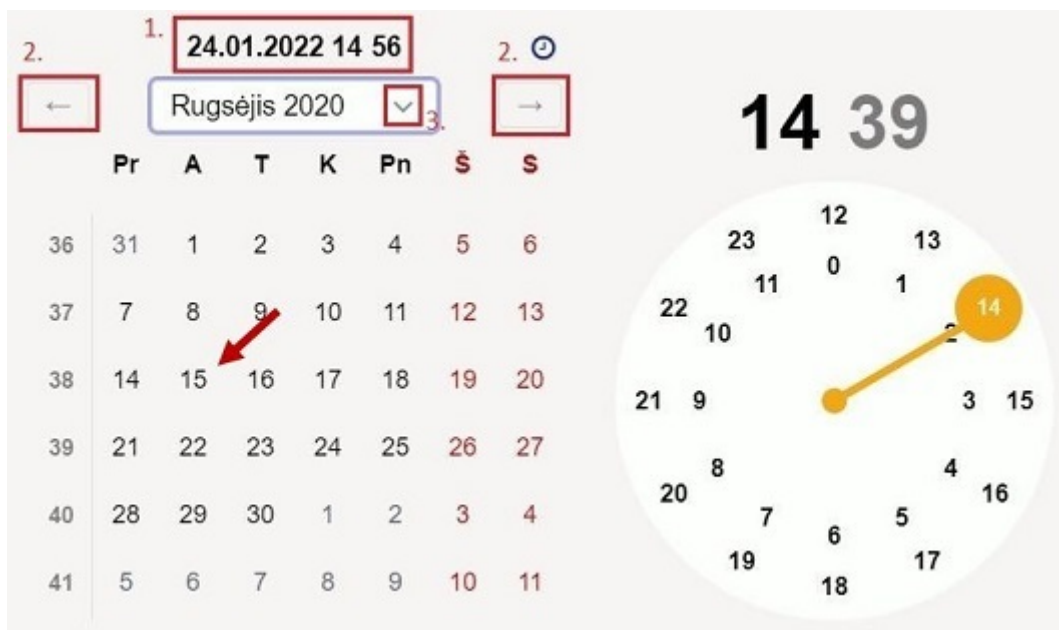 1.
24.01.2022 14 56
2.
2.
←
Rugsėjis 2020
3.
→
Pr A T K Pn Š S
36 31 1 2 3 4 5 6
37 7 8 9 10 11 12 13
38 14 15 16 17 18 19 20
39 21 22 23 24 25 26 27
40 28 29 30 1 2 3 4
41 5 6 7 8 9 10 11
14 39
12
23 13
0
11 1
22 14
10 2
21 9 3 15
8 4
20 16
7 5
6
19 17
18